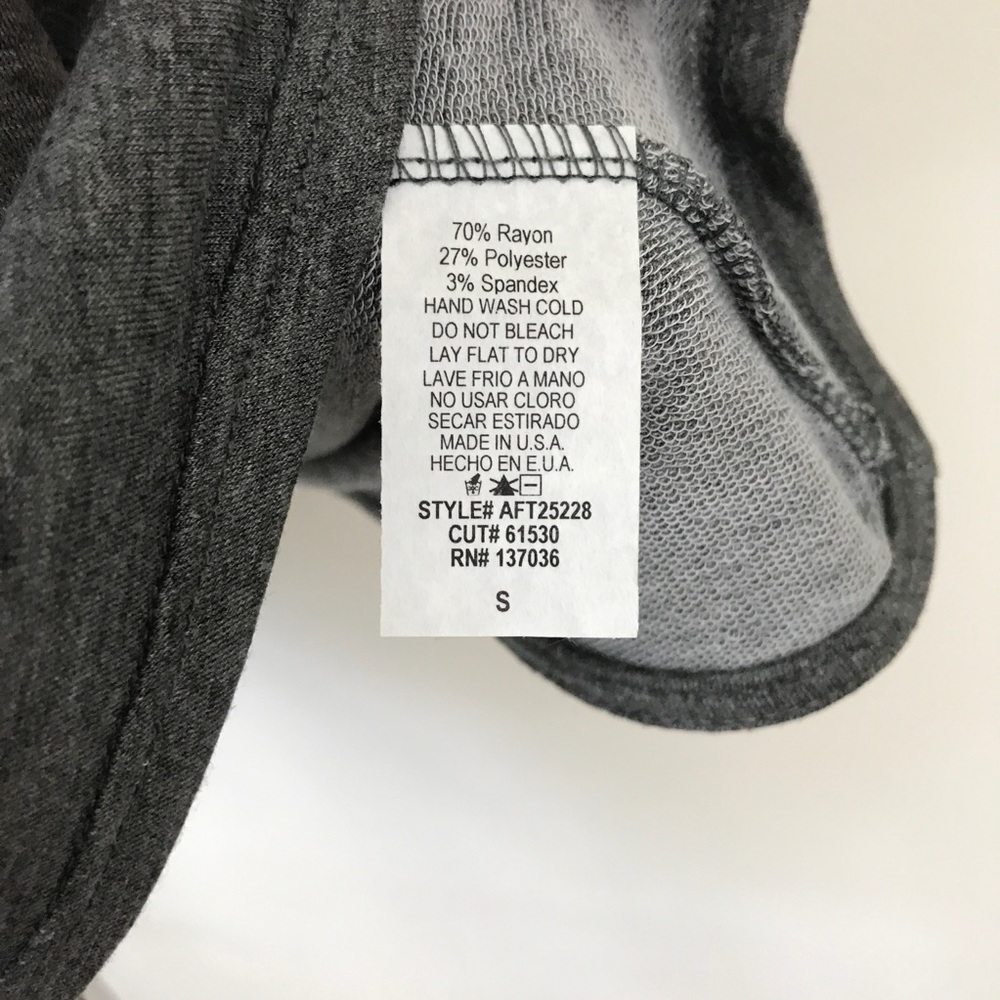 70% Rayon
27% Polyester
3% Spandex
HAND WASH COLD
DO NOT BLEACH
LAY FLAT TO DRY
LAVE FRIO A MANO
NO USAR CLORO
SECAR ESTIRADO
MADE IN U.S.A.
HECHO EN E.U.A.
STYLE# AFT25228
CUT# 61530
RN# 137036
S